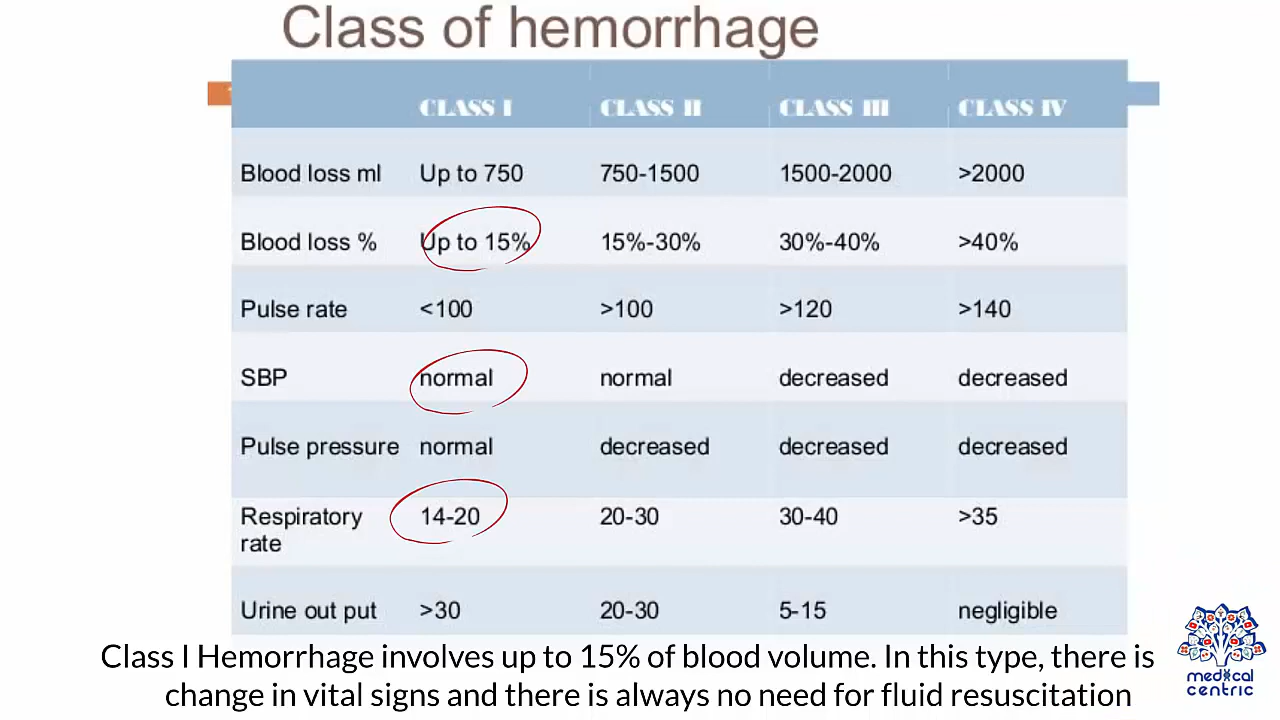 Class of hemorrhage
CLASS I CLASS II CLASS III CLASS IV
Blood loss ml Up to 750 750-1500 1500-2000 >2000
Blood loss % Up to 15% 15%-30% 30%-40% >40%
Pulse rate <100 >100 >120 >140
SBP normal normal decreased decreased
Pulse pressure normal decreased decreased decreased
Respiratory 14-20 20-30 30-40 >35
rate
Urine out put >30 20-30 5-15 negligible
Class I Hemorrhage involves up to 15% of blood volume. In this type, there is
change in vital signs and there is always no need for fluid resuscitation
medical
centric